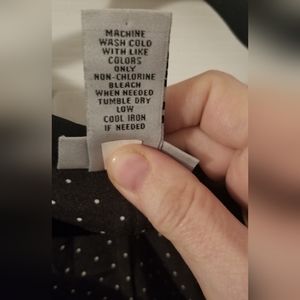 MACHINE
WASH COLD
WITH LIKE
COLORS
ONLY
NON-CHLORINE
BLEACH
WHEN NEEDED
TUMBLE DRY
LOW
COOL IRON
IF NEEDED